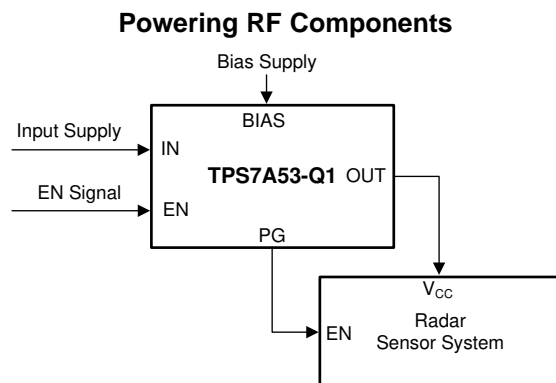 Powering RF Components
Bias Supply
BIAS
Input Supply
IN
TPS7A53-Q1
OUT
EN Signal
EN
PG
VCC
EN
Radar
Sensor System